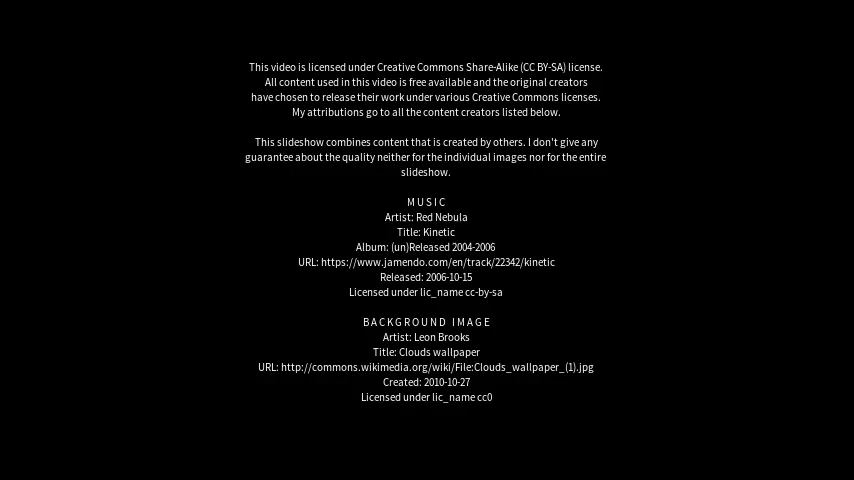 This video is licensed under Creative Commons Share-Alike (CC BY-SA) license.
All content used in this video is free available and the original creators
have chosen to release their work under various Creative Commons licenses.
My attributions go to all the content creators listed below.
This slideshow combines content that is created by others. I don't give any
guarantee about the quality neither for the individual images nor for the entire
slideshow.
MUSIC
Artist: Red Nebula
Title: Kinetic
Album: (un)Released 2004-2006
URL: https://www.jamendo.com/en/track/22342/kinetic
Released: 2006-10-15
Licensed under lic_name cc-by-sa
BACKGROUND IMAGE
Artist: Leon Brooks
Title: Clouds wallpaper
URL: http://commons.wikimedia.org/wiki/File:Clouds_wallpaper_(1).jpg
Created: 2010-10-27
Licensed under lic_name cc0